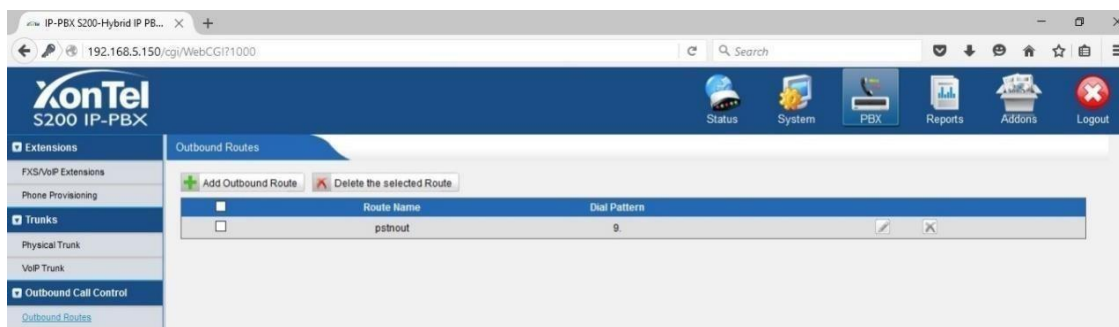 IP-PBX S200-Hybrid IP PB...
192.168.5.150/cgi/WebCGI?1000
Search
XonTel
S200 IP-PBX
Status
System
PBX
Reports
Addons
Logout
Extensions
Outbound Routes
FXS/VoIP Extensions
Add Outbound Route
Delete the selected Route
Phone Provisioning
Route Name
Dial Pattern
Trunks
pstnout
9.
Physical Trunk
VoIP Trunk
Outbound Call Control
Outbound Routes